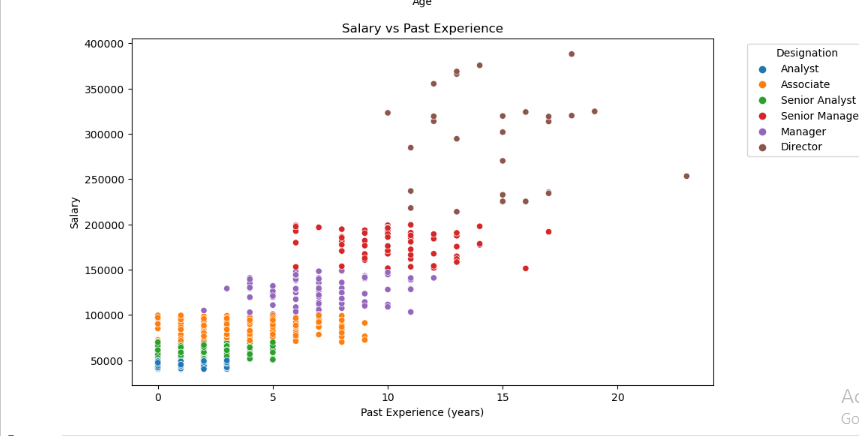 Age
Salary vs Past Experience
400000
350000
300000
250000
200000
150000
100000
50000
Salary
0 5 10 15 20
Past Experience (years)
Designation
Analyst
Associate
Senior Analyst
Senior Manage
Manager
Director
Go